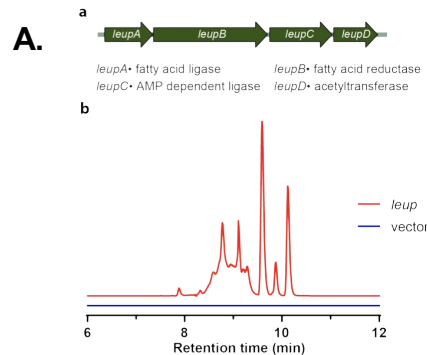 A.
a
leupA leupB leupC leupD
leupA• fatty acid ligase leupB• fatty acid reductase
leupC• AMP dependent ligase leupD• acetyltransferase
b
leup
vector
6 8 10 12
Retention time (min)